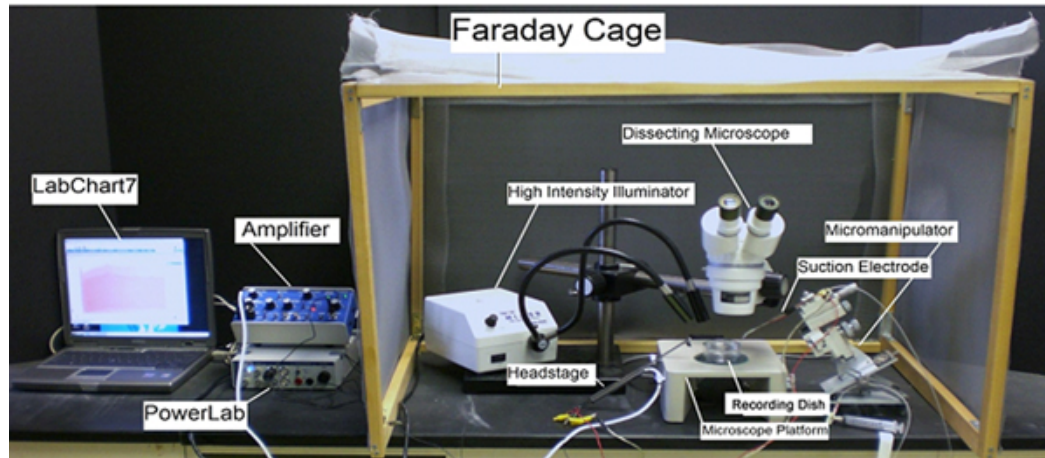 Faraday Cage
Dissecting Microscope
LabChart7
High Intensity Illuminator
Amplifier
Micromanipulator
Suction Electrode
Headstage
PowerLab
Recording Dish
Microscope Platform